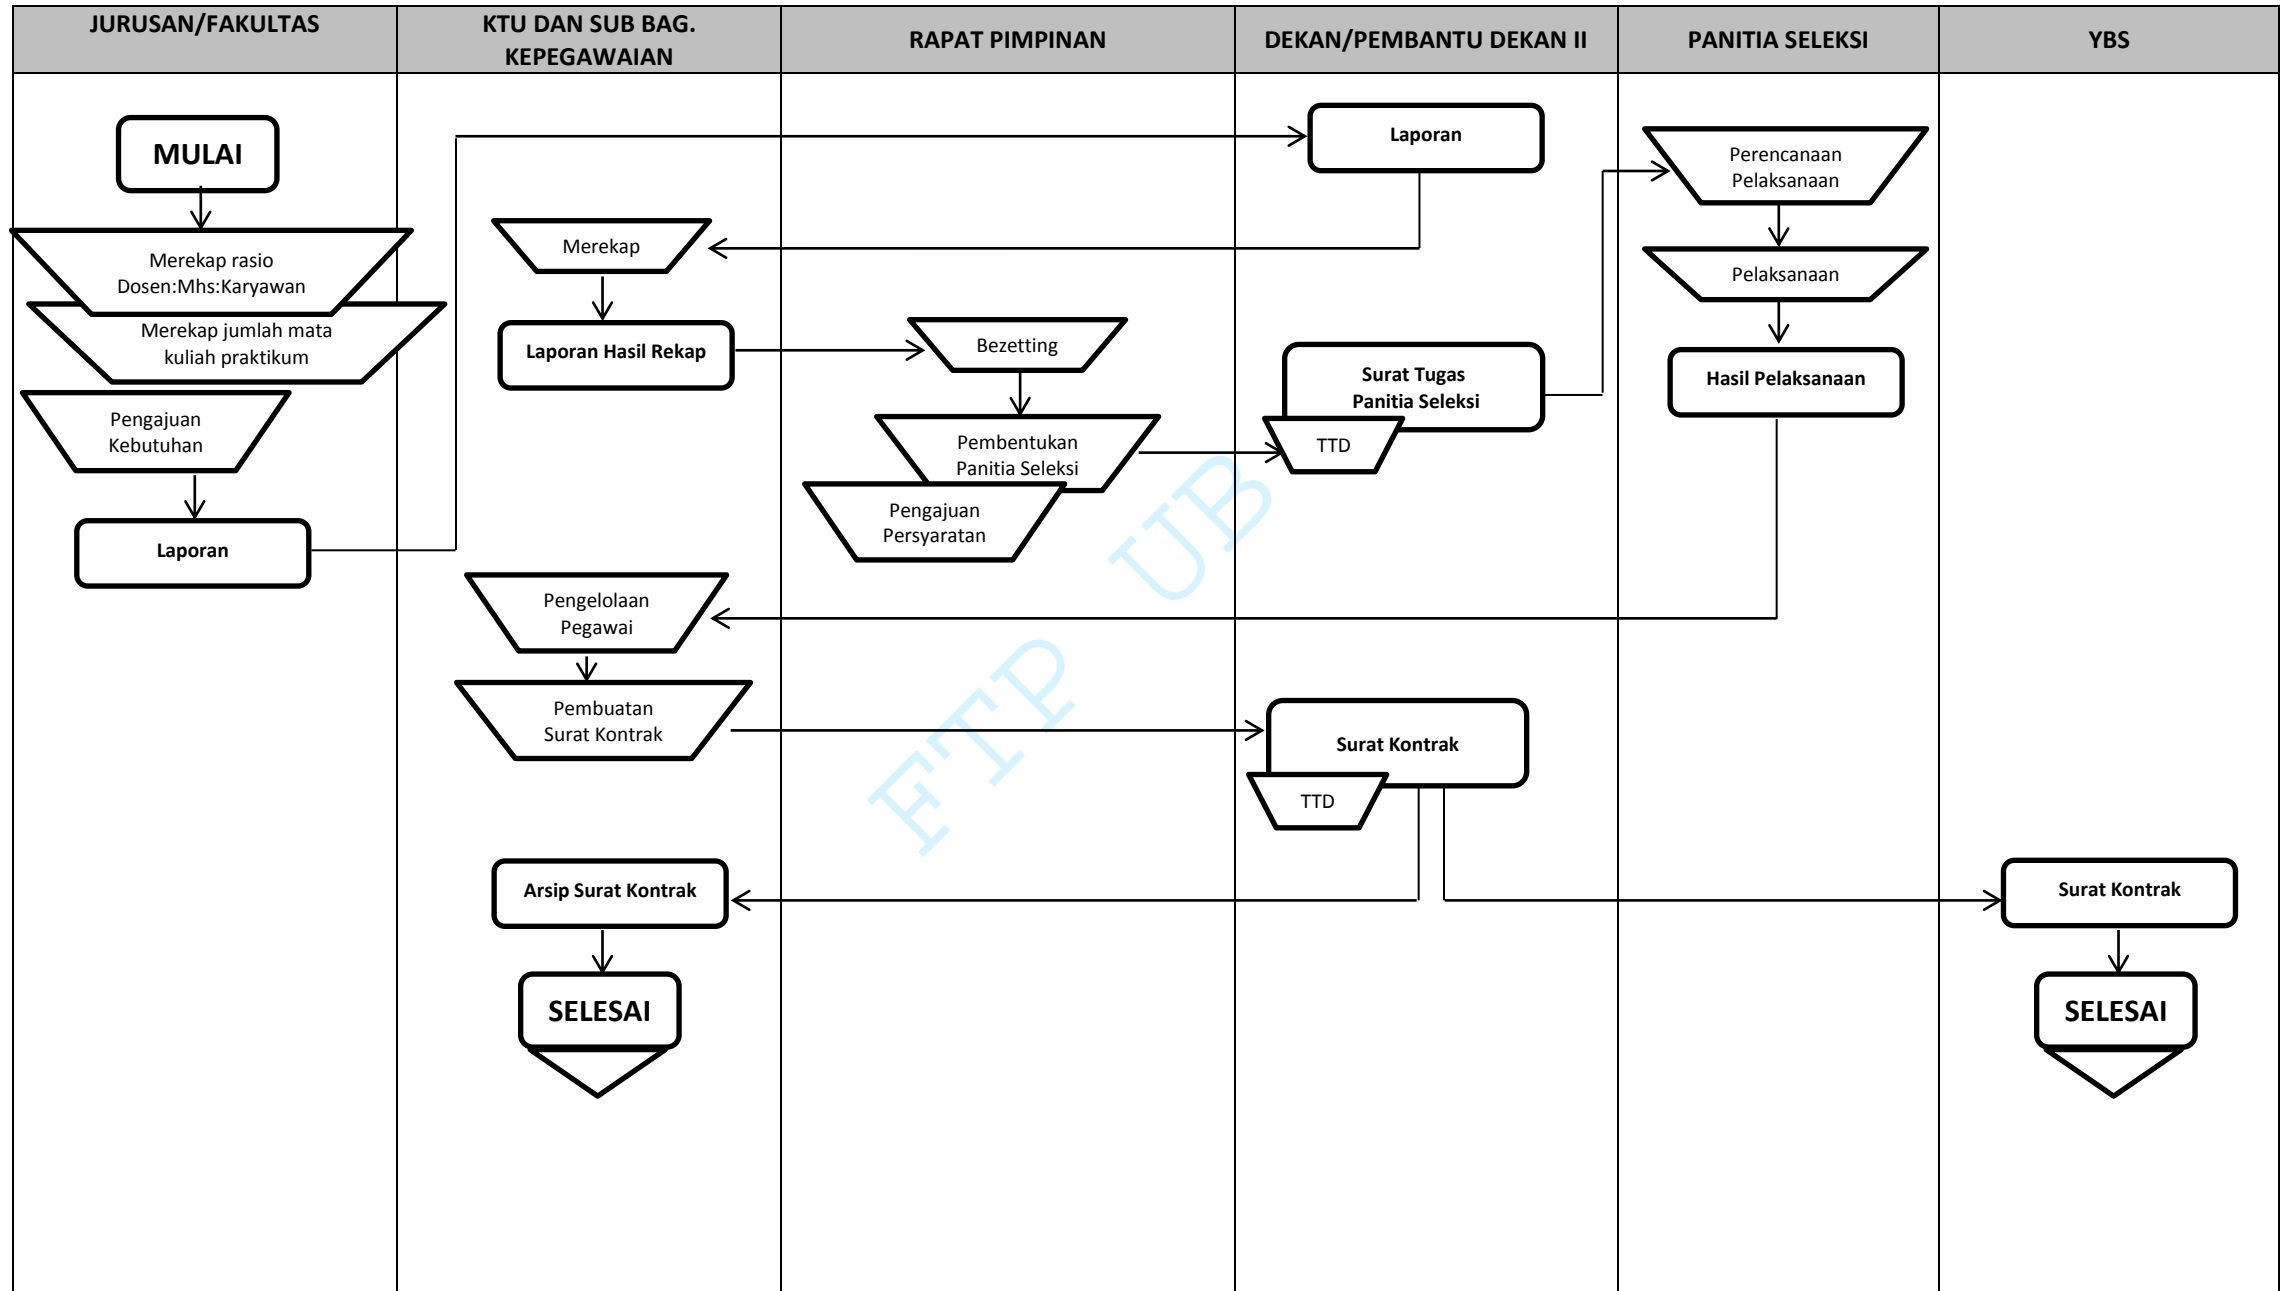 JURUSAN/FAKULTAS
KTU DAN SUB BAG.
KEPEGAWAIAN
RAPAT PIMPINAN
DEKAN/PEMBANTU DEKAN II
PANITIA SELEKSI
YBS
MULAI
Merekap rasio
Dosen:Mhs:Karyawan
Merekap jumlah mata
kuliah praktikum
Pengajuan
Kebutuhan
Laporan
Merekap
Laporan Hasil Rekap
Pengelolaan
Pegawai
Pembuatan
Surat Kontrak
Arsip Surat Kontrak
SELESAI
Bezetting
Pembentukan
Panitia Seleksi
Pengajuan
Persyaratan
Laporan
Surat Tugas
Panitia Seleksi
TTD
Surat Kontrak
TTD
Perencanaan
Pelaksanaan
Pelaksanaan
Hasil Pelaksanaan
Surat Kontrak
SELESAI
FTP UB